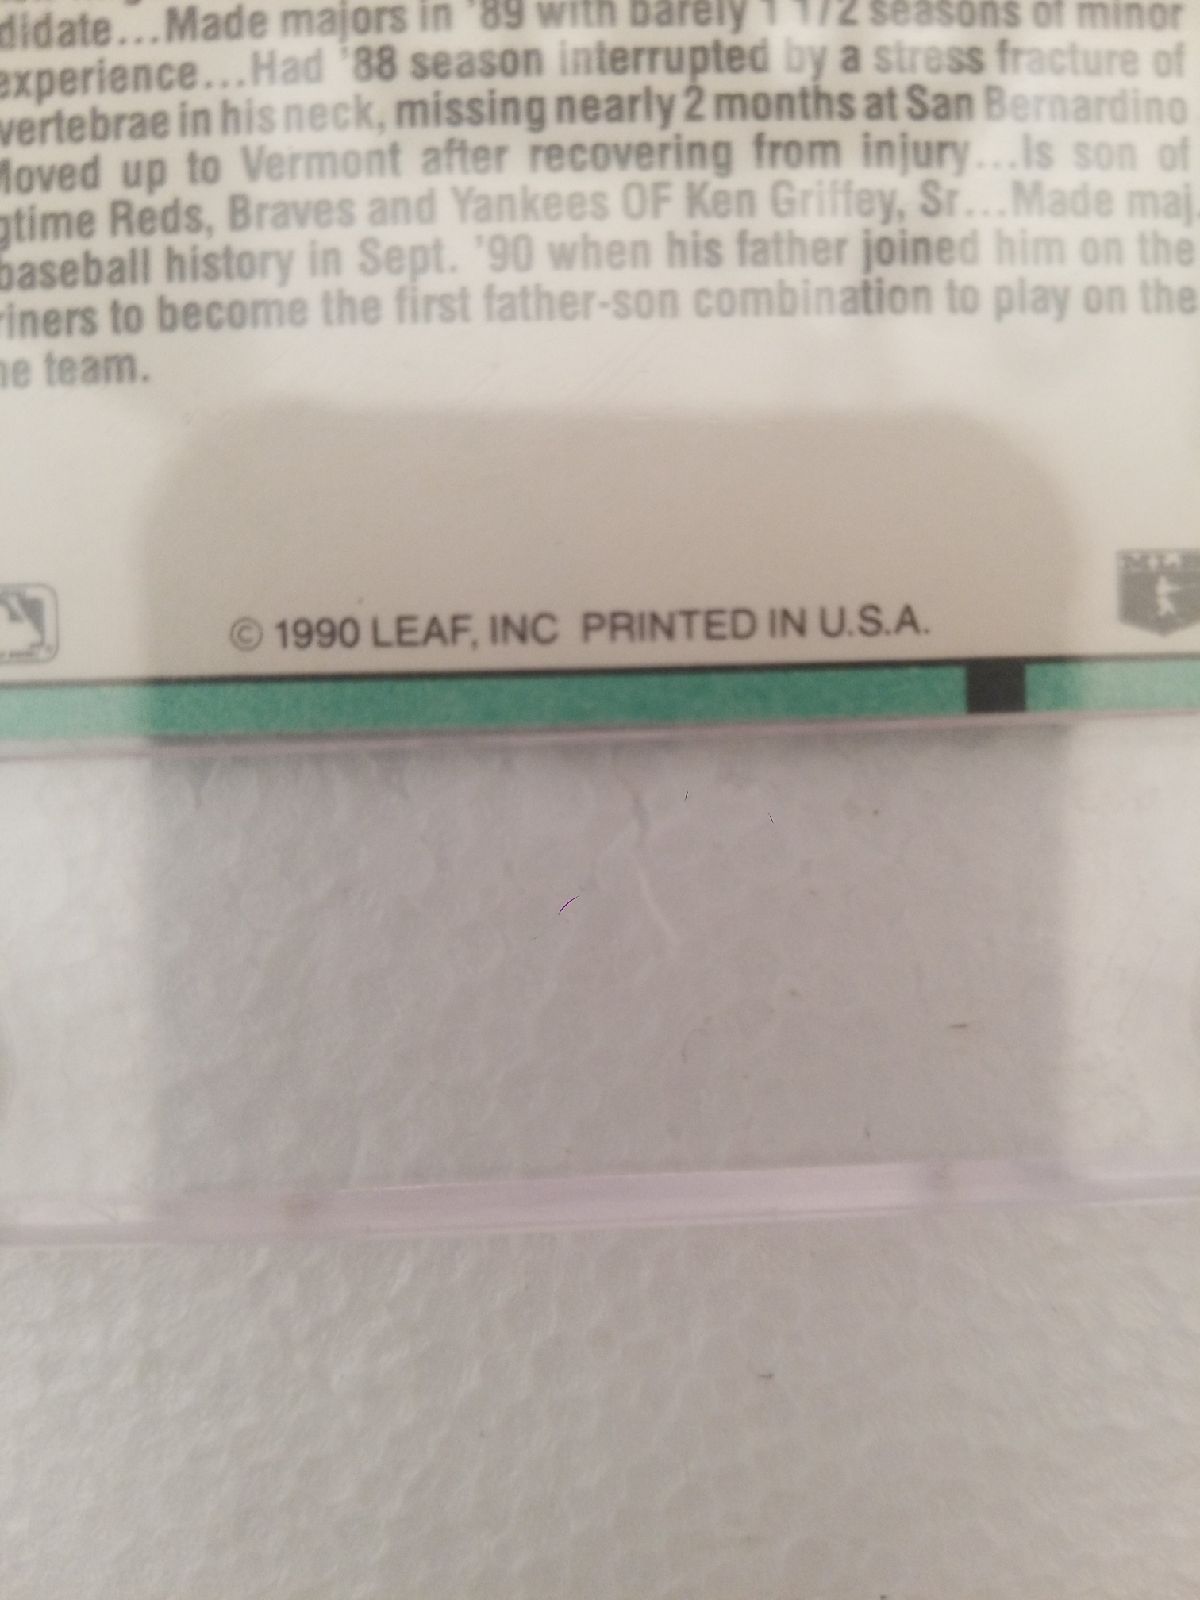 didate...Made majors in '89 with barely 1 1/2 seasons of minor
experience...Had '88 season interrupted by a stress fracture of
vertebrae in his neck, missing nearly 2 months at San Bernardino
Moved up to Vermont after recovering from injury...Is son of
gtime Reds, Braves and Yankees OF Ken Griffey, Sr...Made maj
baseball history in Sept. '90 when his father joined him on the
riners to become the first father-son combination to play on the
me team.
© 1990 LEAF, INC PRINTED IN U.S.A.